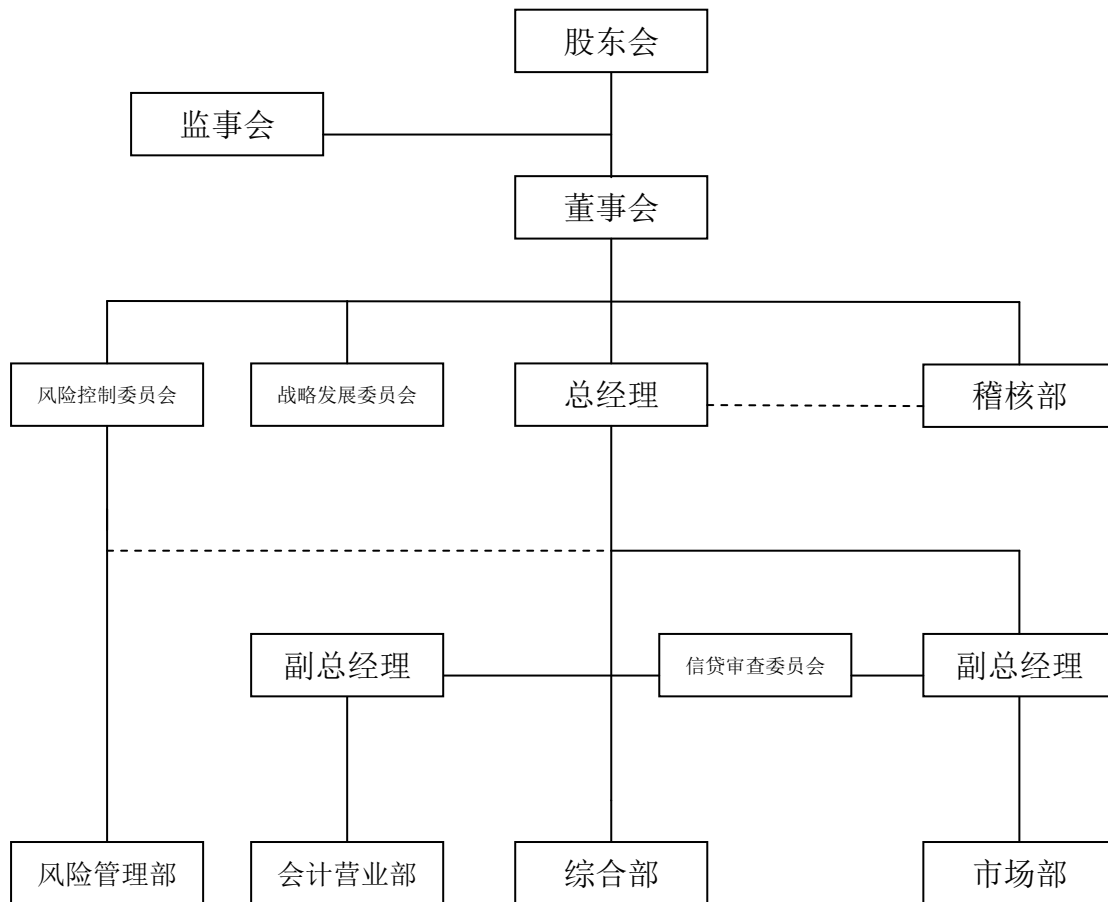 股东会
监事会
董事会
风险控制委员会
战略发展委员会
总经理
稽核部
副总经理
信贷审查委员会
副总经理
风险管理部
会计营业部
综合部
市场部